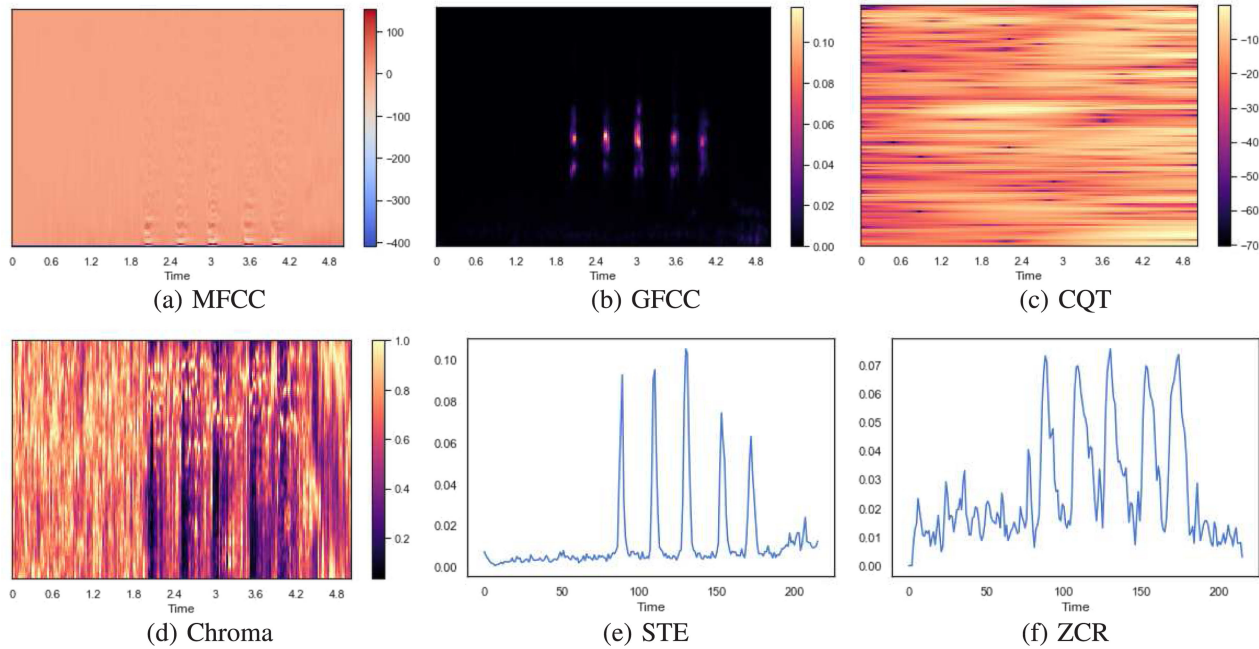 100
0
−100
−200
−300
−400
0 0.6 1.2 1.8 2.4 3 3.6 4.2 4.8
Time
(a) MFCC
0.10
0.08
0.06
0.04
0.02
0.00
0 0.6 1.2 1.8 2.4 3 3.6 4.2 4.8
Time
(b) GFCC
−10
−20
−30
−40
−50
−60
−70
0 0.6 1.2 1.8 2.4 3 3.6 4.2 4.8
Time
(c) CQT
1.0
0.8
0.6
0.4
0.2
0 0.6 1.2 1.8 2.4 3 3.6 4.2 4.8
Time
(d) Chroma
0.10
0.08
0.06
0.04
0.02
0.00
0 50 100 150 200
Time
(e) STE
0.07
0.06
0.05
0.04
0.03
0.02
0.01
0.00
0 50 100 150 200
Time
(f) ZCR